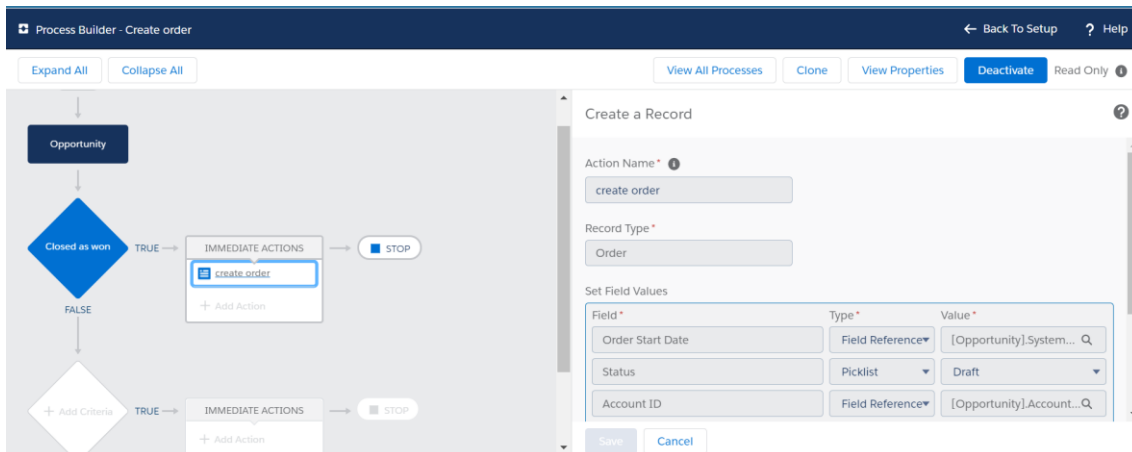 Process Builder - Create order
Back To Setup
? Help
Expand All
Collapse All
View All Processes
Clone
View Properties
Deactivate
Read Only
Opportunity
Closed as won
TRUE
IMMEDIATE ACTIONS
create order
+ Add Action
STOP
FALSE
+ Add Criteria
TRUE
IMMEDIATE ACTIONS
+ Add Action
STOP
Create a Record
Action Name*
create order
Record Type*
Order
Set Field Values
Field* Type* Value*
Order Start Date Field Reference [Opportunity].System...
Status Picklist Draft
Account ID Field Reference [Opportunity].Account...
Save
Cancel